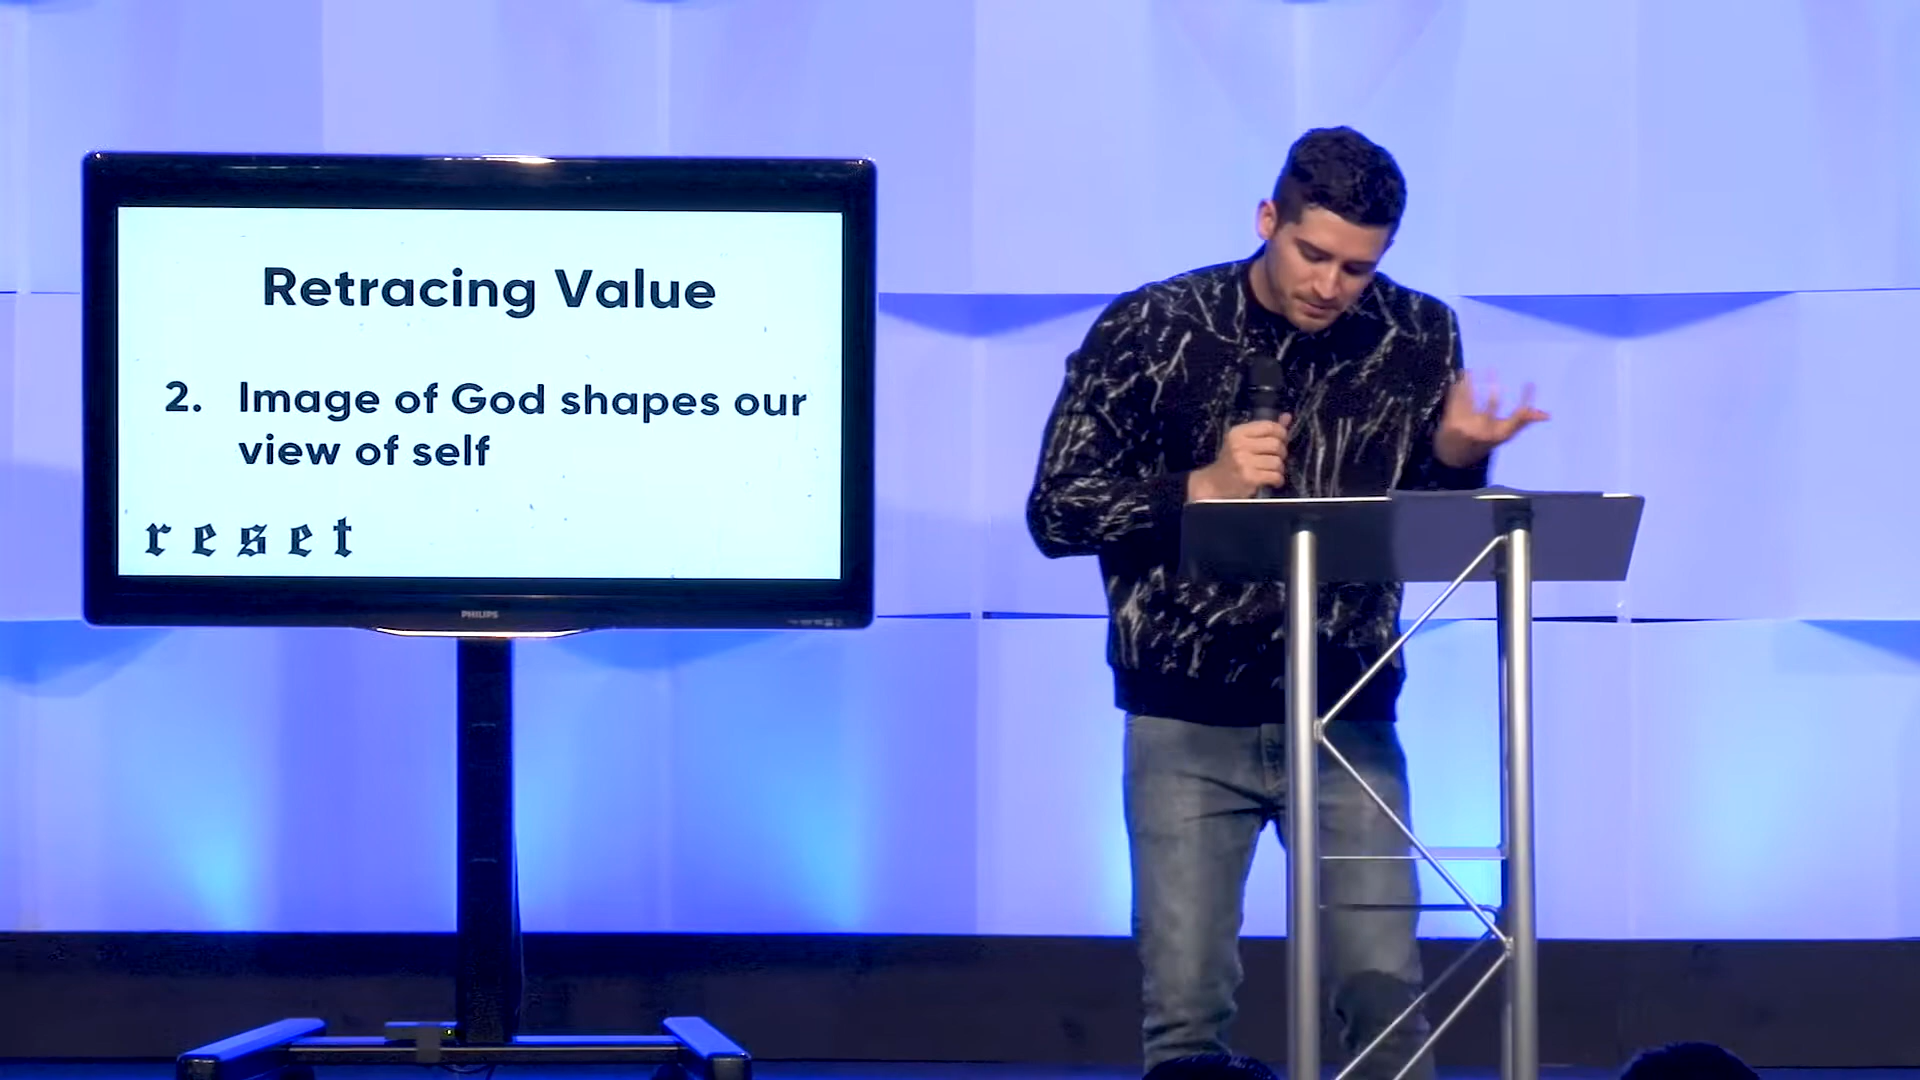 Retracing Value
2. Image of God shapes our
view of self
reset
PHILIPS